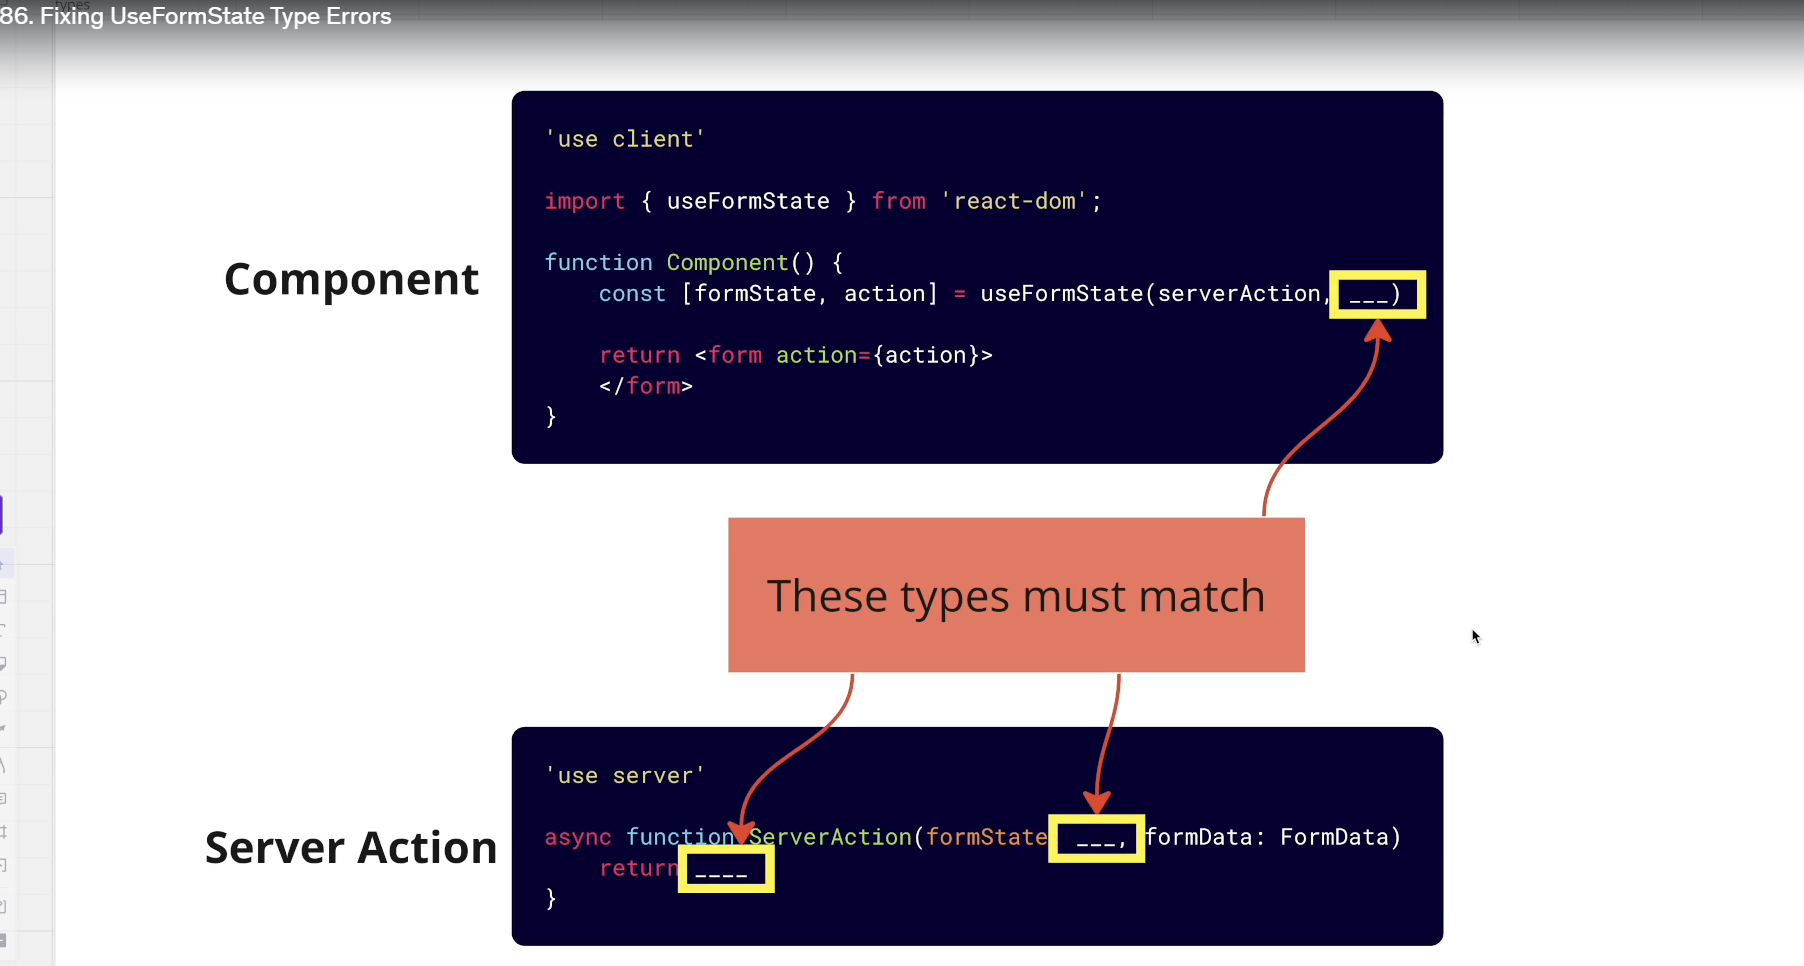 types
86. Fixing UseFormState Type Errors
'use client'
import { useFormState } from 'react-dom';
function Component() {
const [formState, action] = useFormState(serverAction, ___)
return <form action={action}>
</form>
}
Component
These types must match
'use server'
async function ServerAction(formState ___, formData: FormData)
return ____
}
Server Action